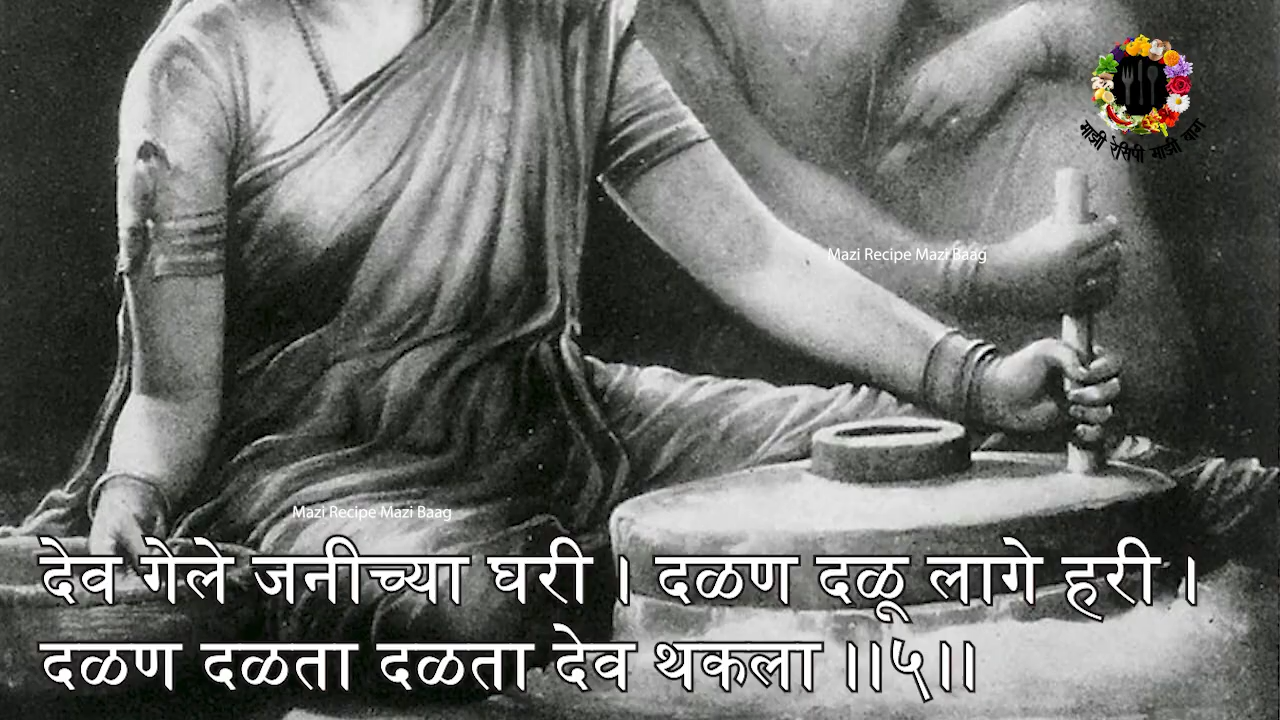 माझी रेसिपी माझी बाग
Mazi Recipe Mazi Baag
Mazi Recipe Mazi Baag
देव गेले जनीच्या घरी । दळण दळू लागे हरी ।
दळण दळता दळता देव थकला ।।५।।